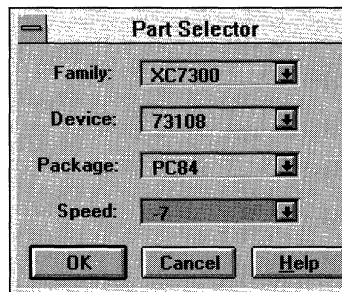 Part Selector
Family: XC7300
Device: 73108
Package: PC84
Speed: -7
OK Cancel Help